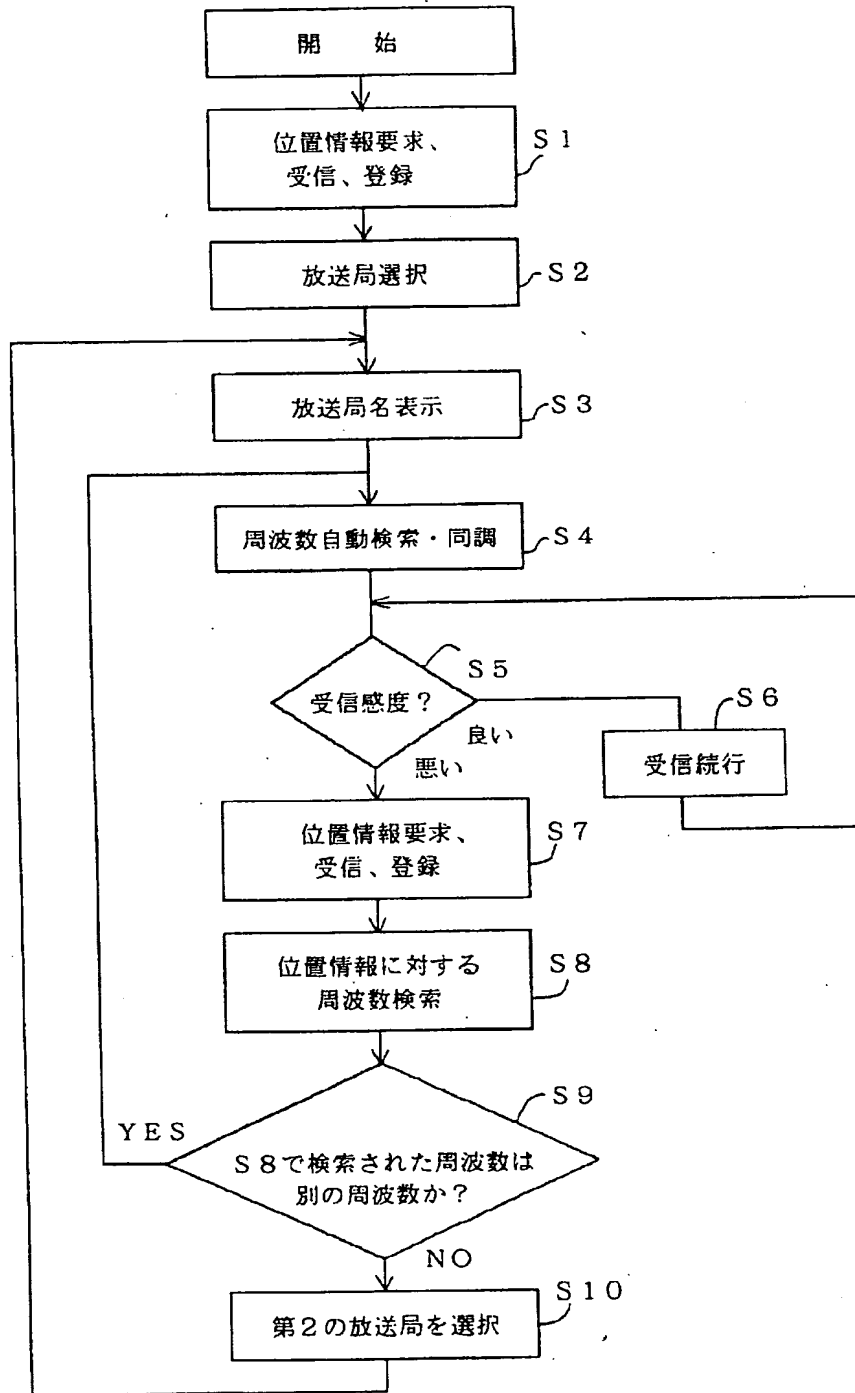 開　始
位置情報要求、
受信、登録
S1
放送局選択
S2
放送局名表示
S3
周波数自動検索・同調
S4
S5
受信感度?
良い
悪い
S6
受信続行
位置情報要求、
受信、登録
S7
位置情報に対する
周波数検索
S8
S9
YES
S8で検索された周波数は
別の周波数か?
NO
第2の放送局を選択
S10